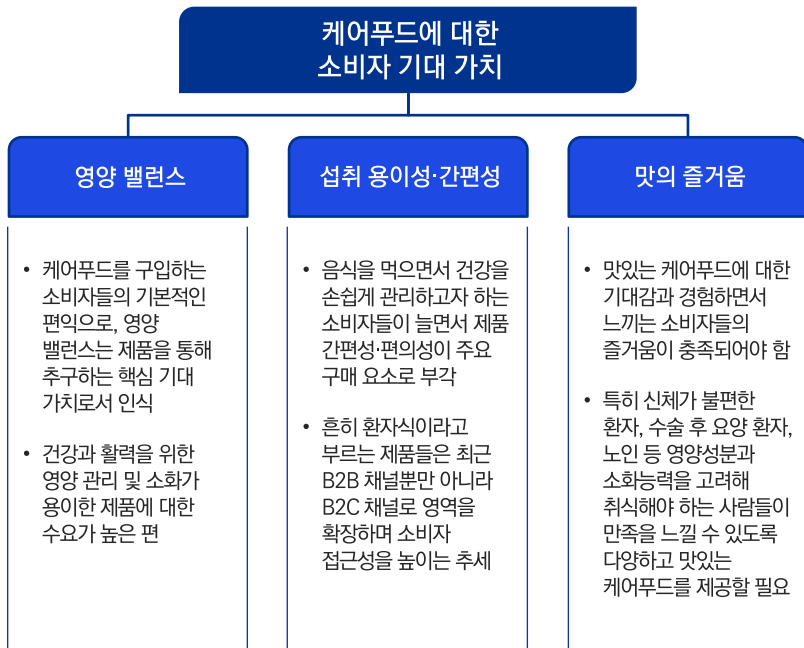 케어푸드에 대한
소비자 기대 가치
영양 밸런스
• 케어푸드를 구입하는
소비자들의 기본적인
편익으로, 영양
밸런스는 제품을 통해
추구하는 핵심 기대
가치로서 인식
• 건강과 활력을 위한
영양 관리 및 소화가
용이한 제품에 대한
수요가 높은 편
섭취 용이성·간편성
• 음식을 먹으면서 건강을
손쉽게 관리하고자 하는
소비자들이 늘면서 제품
간편성·편의성이 주요
구매 요소로 부각
• 흔히 환자식이라고
부르는 제품들은 최근
B2B 채널뿐만 아니라
B2C 채널로 영역을
확장하며 소비자
접근성을 높이는 추세
맛의 즐거움
• 맛있는 케어푸드에 대한
기대감과 경험하면서
느끼는 소비자들의
즐거움이 충족되어야 함
• 특히 신체가 불편한
환자, 수술 후 요양 환자,
노인 등 영양성분과
소화능력을 고려해
취식해야 하는 사람들이
만족을 느낄 수 있도록
다양하고 맛있는
케어푸드를 제공할 필요